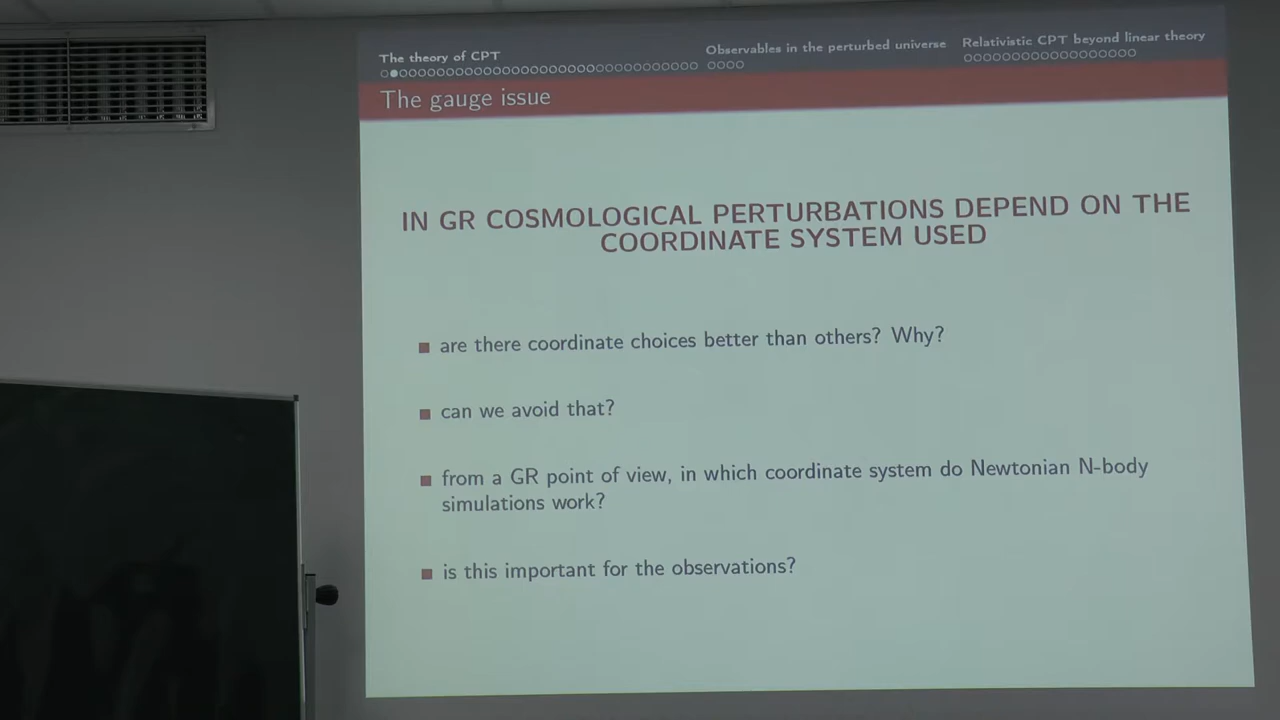 The theory of CPT
Observables in the perturbed universe
Relativistic CPT beyond linear theory
The gauge issue
IN GR COSMOLOGICAL PERTURBATIONS DEPEND ON THE
COORDINATE SYSTEM USED
are there coordinate choices better than others? Why?
can we avoid that?
from a GR point of view, in which coordinate system do Newtonian N-body
simulations work?
is this important for the observations?